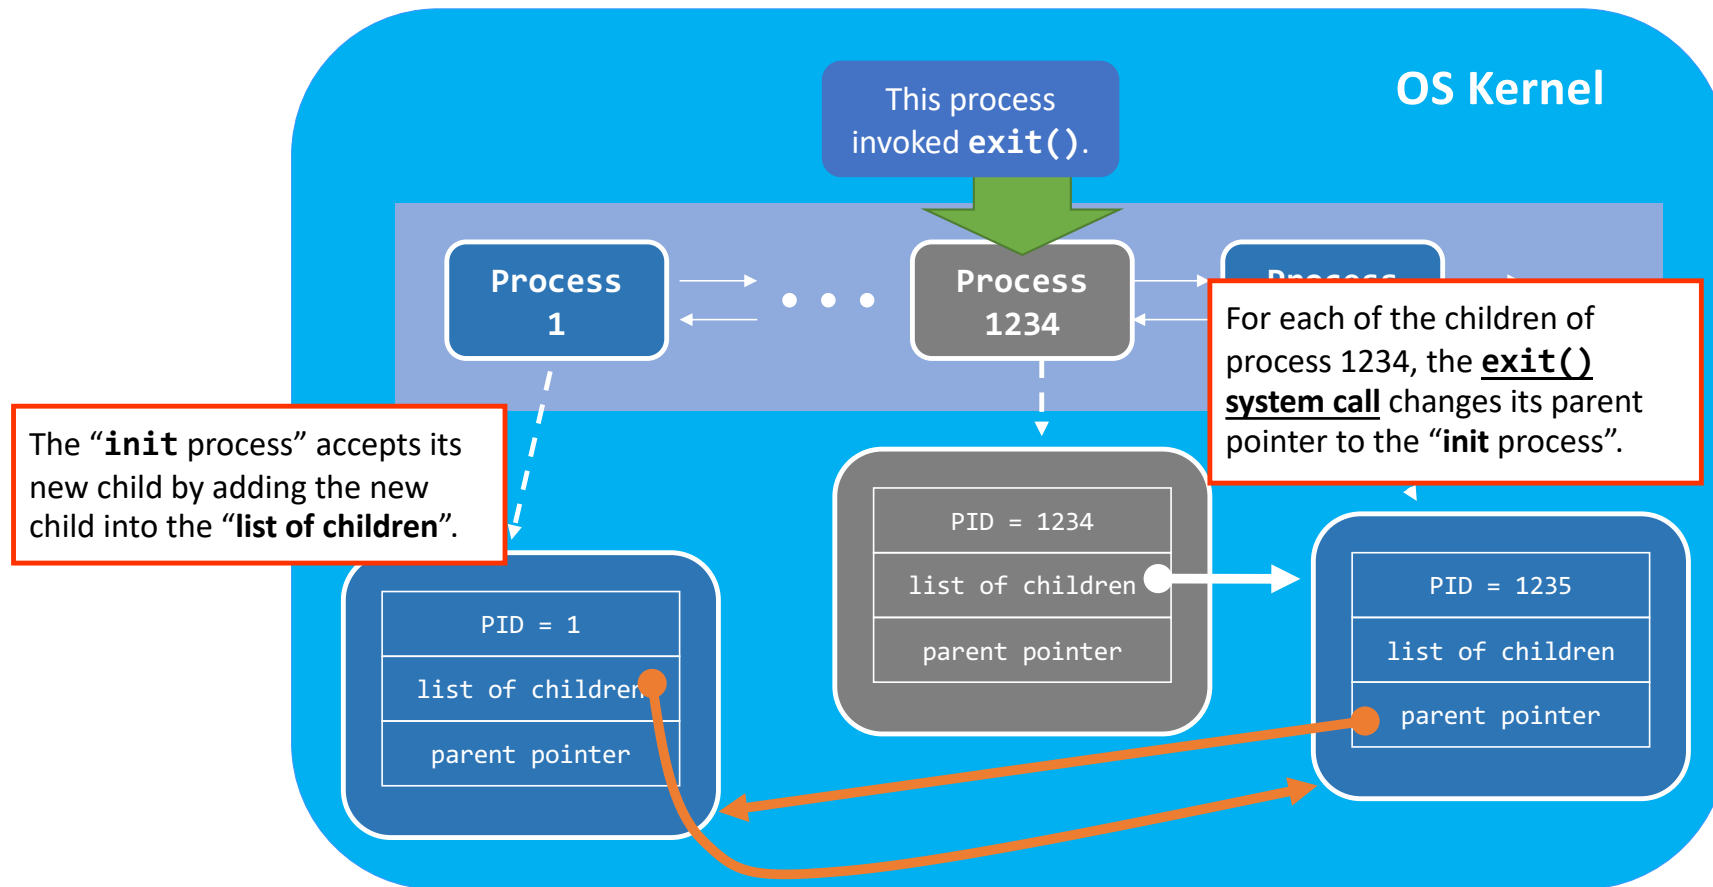 OS Kernel
This process
invoked exit().
Process
1
Process
1234
Process
For each of the children of
process 1234, the exit()
system call changes its parent
pointer to the “init process”.
The “init process” accepts its
new child by adding the new
child into the “list of children”.
PID = 1234
list of children
parent pointer
PID = 1235
list of children
parent pointer
PID = 1
list of children
parent pointer